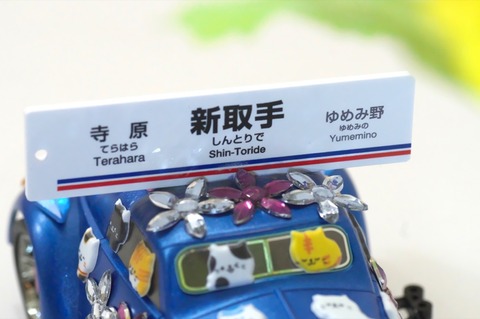 寺原
てらはら
Terahara
新取手
しんとりで
Shin-Toride
ゆめみ野
ゆめみの
Yumemino